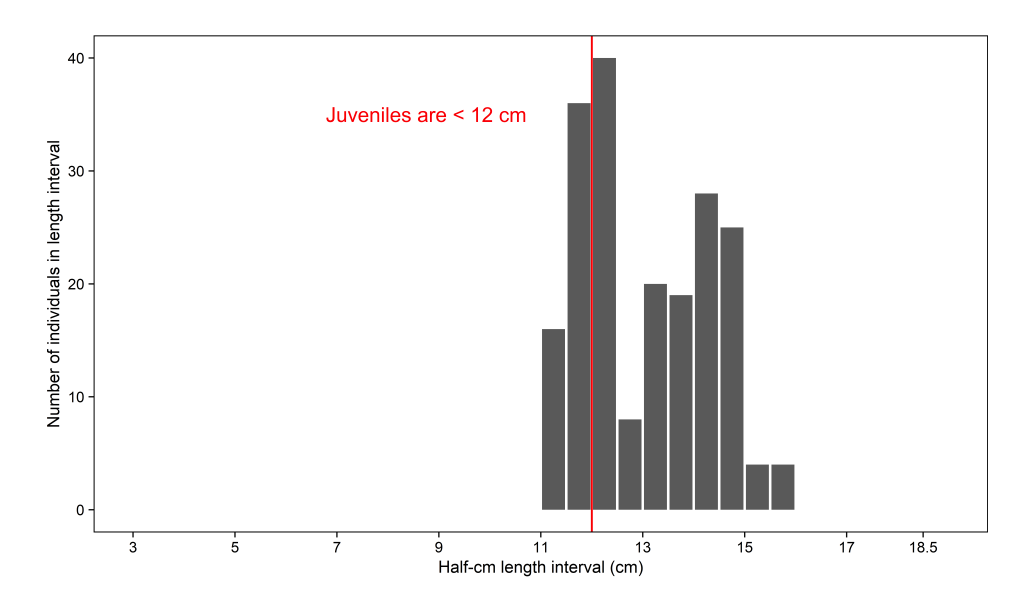 40
30
20
10
0
Number of individuals in length interval
Juveniles are < 12 cm
3 5 7 9 11 13 15 17 18.5
Half-cm length interval (cm)